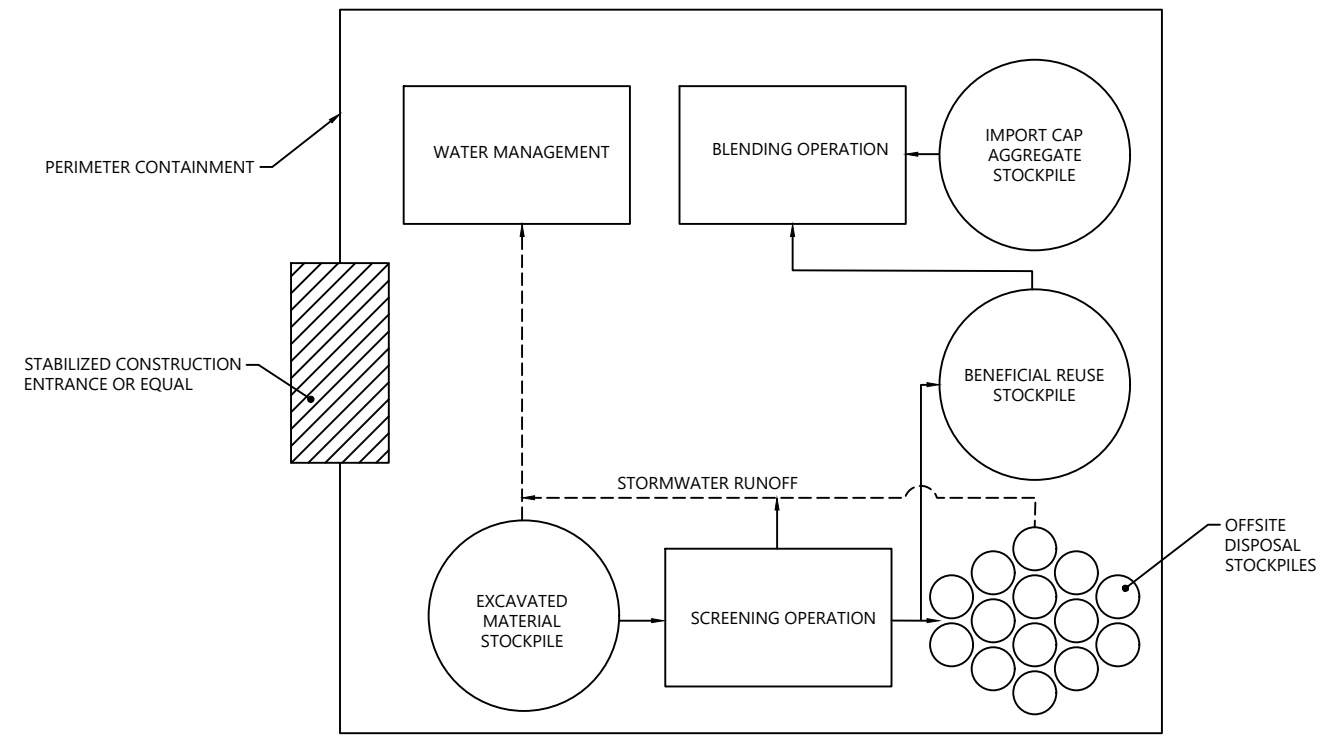 IMPORT CAP
AGGREGATE
STOCKPILE
WATER MANAGEMENT
BLENDING OPERATION
PERIMETER CONTAINMENT
STABILIZED CONSTRUCTION
ENTRANCE OR EQUAL
BENEFICIAL REUSE
STOCKPILE
STORMWATER RUNOFF
OFFSITE
DISPOSAL
STOCKPILES
EXCAVATED
MATERIAL
STOCKPILE
SCREENING OPERATION